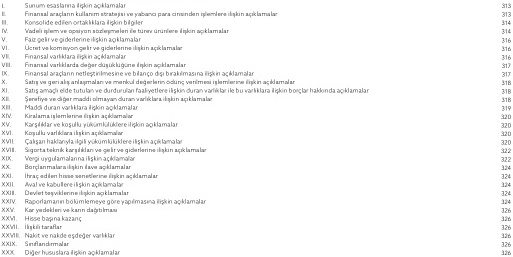 I. Sunum esaslarına ilişkin açıklamalar 313
II. Finansal araçların kullanım stratejisi ve yabancı para cinsinden işlemlere ilişkin açıklamalar 313
III. Konsolide edilen ortaklıklara ilişkin bilgiler 314
IV. Vadeli işlem ve opsiyon sözleşmeleri ile türev ürünlere ilişkin açıklamalar 314
V. Faiz gelir ve giderlerine ilişkin açıklamalar 316
VI. Ücret ve komisyon gelir ve giderlerine ilişkin açıklamalar 316
VII. Finansal varlıklara ilişkin açıklamalar 316
VIII. Finansal varlıklarda değer düşüklüğüne ilişkin açıklamalar 317
IX. Finansal araçların netleştirilmesine ve bilanço dışı bırakılmasına ilişkin açıklamalar 317
X. Satış ve geri alış anlaşmaları ve menkul değerlerin ödünç verilmesi işlemlerine ilişkin açıklamalar 318
XI. Satış amaçlı elde tutulan ve durdurulan faaliyetlere ilişkin duran varlıklar ile bu varlıklara ilişkin borçlar hakkında açıklamalar 318
XII. Şerefiye ve diğer maddi olmayan duran varlıklara ilişkin açıklamalar 318
XIII. Maddi duran varlıklara ilişkin açıklamalar 319
XIV. Kiralama işlemlerine ilişkin açıklamalar 320
XV. Karşılıklar ve koşullu yükümlülüklere ilişkin açıklamalar 320
XVI. Koşullu varlıklara ilişkin açıklamalar 320
XVII. Çalışan haklarıyla ilgili yükümlülüklere ilişkin açıklamalar 320
XVIII. Sigorta teknik karşılıkları ve gelir ve giderlerine ilişkin açıklamalar 322
XIX. Vergi uygulamalarına ilişkin açıklamalar 322
XX. Borçlanmalara ilişkin ilave açıklamalar 324
XXI. İhraç edilen hisse senetlerine ilişkin açıklamalar 324
XXII. Aval ve kabullere ilişkin açıklamalar 324
XXIII. Devlet teşviklerine ilişkin açıklamalar 324
XXIV. Raporlamanın bölümlemeye göre yapılmasına ilişkin açıklamalar 324
XXV. Kar yedekleri ve karın dağıtılması 326
XXVI. Hisse başına kazanç 326
XXVII. İlişkili taraflar 326
XXVIII. Nakit ve nakde eşdeğer varlıklar 326
XXIX. Sınıflandırmalar 326
XXX. Diğer hususlara ilişkin açıklamalar 326